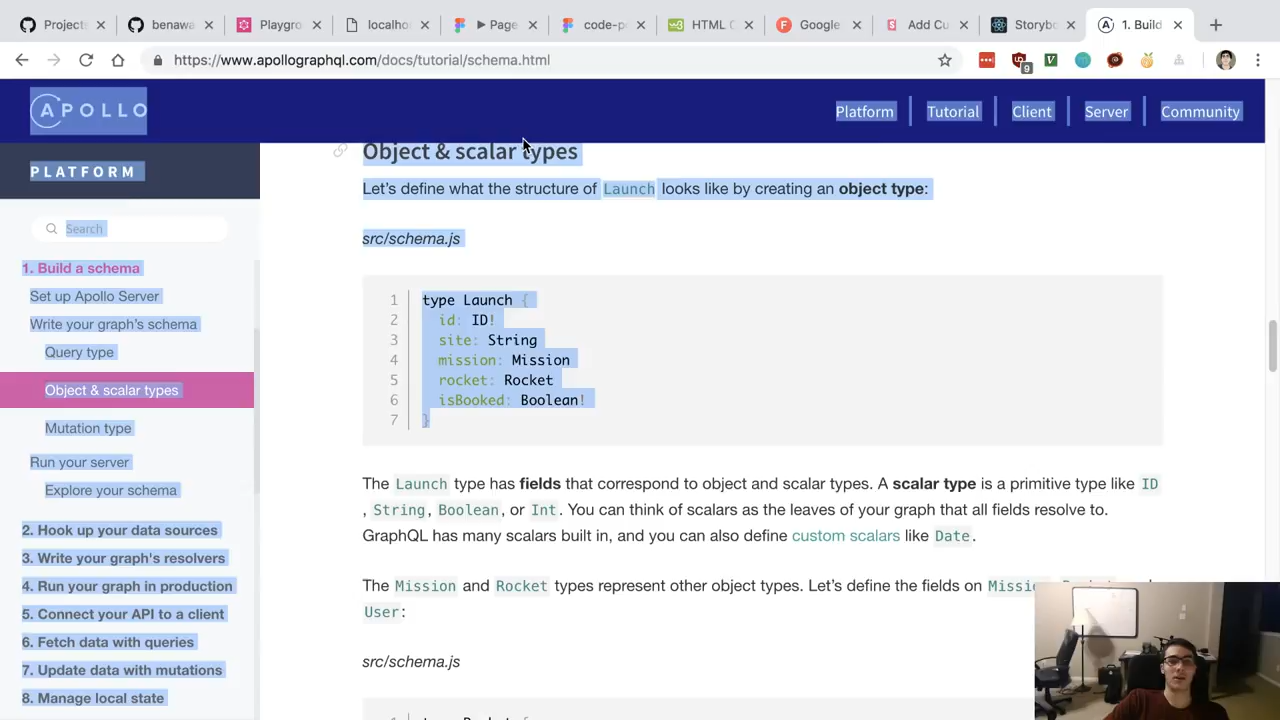 Projects
benawa
Playgro
localho
Page
code-p
HTML C
Google
Add Cu
Storyb
1. Build
https://www.apollographql.com/docs/tutorial/schema.html
9
APOLLO
Platform
Tutorial
Client
Server
Community
PLATFORM
Search
1. Build a schema
Set up Apollo Server
Write your graph's schema
Query type
Object & scalar types
Mutation type
Run your server
Explore your schema
2. Hook up your data sources
3. Write your graph's resolvers
4. Run your graph in production
5. Connect your API to a client
6. Fetch data with queries
7. Update data with mutations
8. Manage local state
Object & scalar types
Let's define what the structure of Launch looks like by creating an object type:
src/schema.js
1 type Launch {
2 id: ID!
3 site: String
4 mission: Mission
5 rocket: Rocket
6 isBooked: Boolean!
7 }
The Launch type has fields that correspond to object and scalar types. A scalar type is a primitive type like ID
, String, Boolean, or Int. You can think of scalars as the leaves of your graph that all fields resolve to.
GraphQL has many scalars built in, and you can also define custom scalars like Date.
The Mission and Rocket types represent other object types. Let's define the fields on Missi
User:
src/schema.js